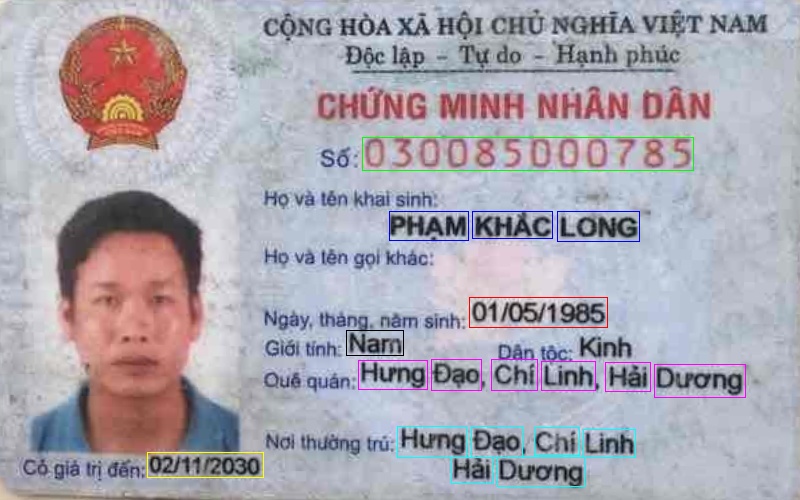 CỘNG HÒA XÃ HỘI CHỦ NGHĨA VIỆT NAM
Độc lập - Tự do - Hạnh phúc
CHỨNG MINH NHÂN DÂN
Số: 030085000785
Họ và tên khai sinh:
PHẠM KHẮC LONG
Họ và tên gọi khác:
Ngày, tháng, năm sinh: 01/05/1985
Giới tính: Nam Dân tộc: Kinh
Quê quán: Hưng Đạo, Chí Linh, Hải Dương
Nơi thường trú: Hưng Đạo, Chí Linh
Hải Dương
Có giá trị đến: 02/11/2030